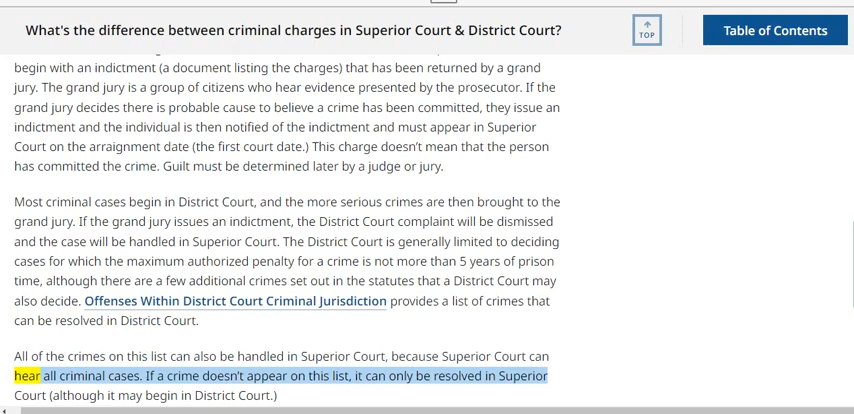 What's the difference between criminal charges in Superior Court & District Court?
TOP
Table of Contents
begin with an indictment (a document listing the charges) that has been returned by a grand
jury. The grand jury is a group of citizens who hear evidence presented by the prosecutor. If the
grand jury decides there is probable cause to believe a crime has been committed, they issue an
indictment and the individual is then notified of the indictment and must appear in Superior
Court on the arraignment date (the first court date.) This charge doesn't mean that the person
has committed the crime. Guilt must be determined later by a judge or jury.
Most criminal cases begin in District Court, and the more serious crimes are then brought to the
grand jury. If the grand jury issues an indictment, the District Court complaint will be dismissed
and the case will be handled in Superior Court. The District Court is generally limited to deciding
cases for which the maximum authorized penalty for a crime is not more than 5 years of prison
time, although there are a few additional crimes set out in the statutes that a District Court may
also decide. Offenses Within District Court Criminal Jurisdiction provides a list of crimes that
can be resolved in District Court.
All of the crimes on this list can also be handled in Superior Court, because Superior Court can
hear all criminal cases. If a crime doesn't appear on this list, it can only be resolved in Superior
Court (although it may begin in District Court.)